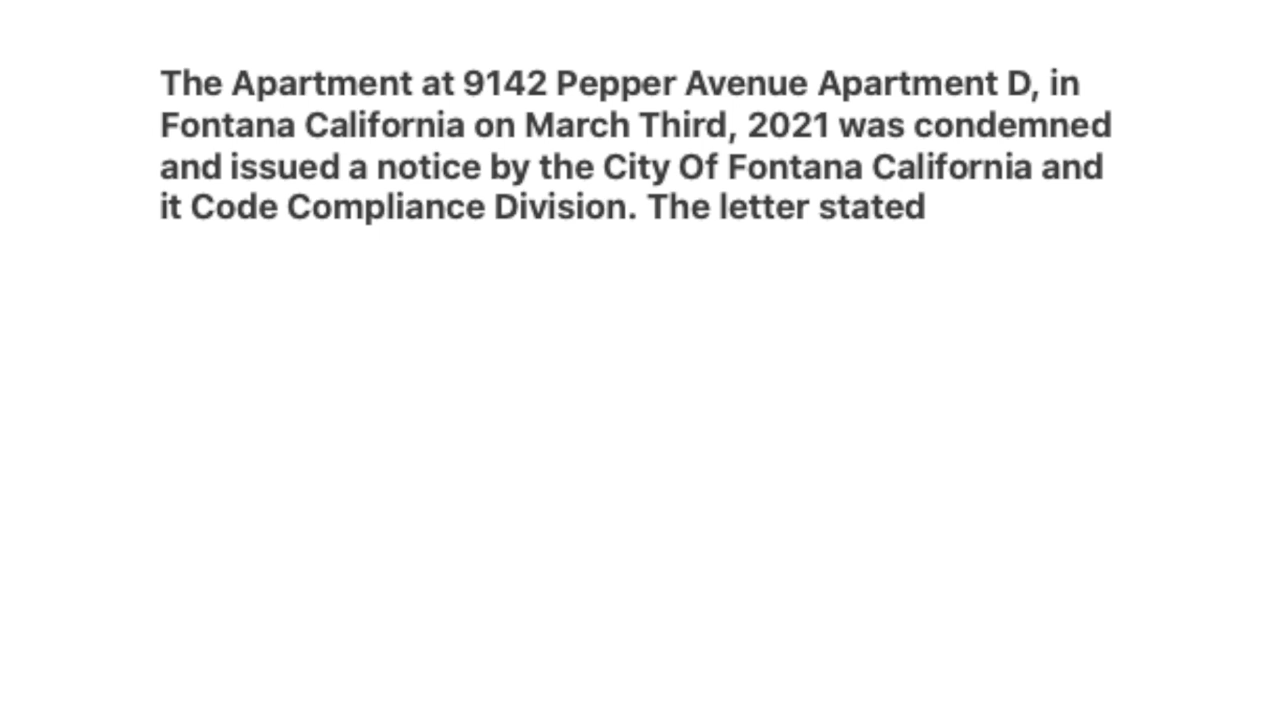 The Apartment at 9142 Pepper Avenue Apartment D, in
Fontana California on March Third, 2021 was condemned
and issued a notice by the City Of Fontana California and
it Code Compliance Division. The letter stated